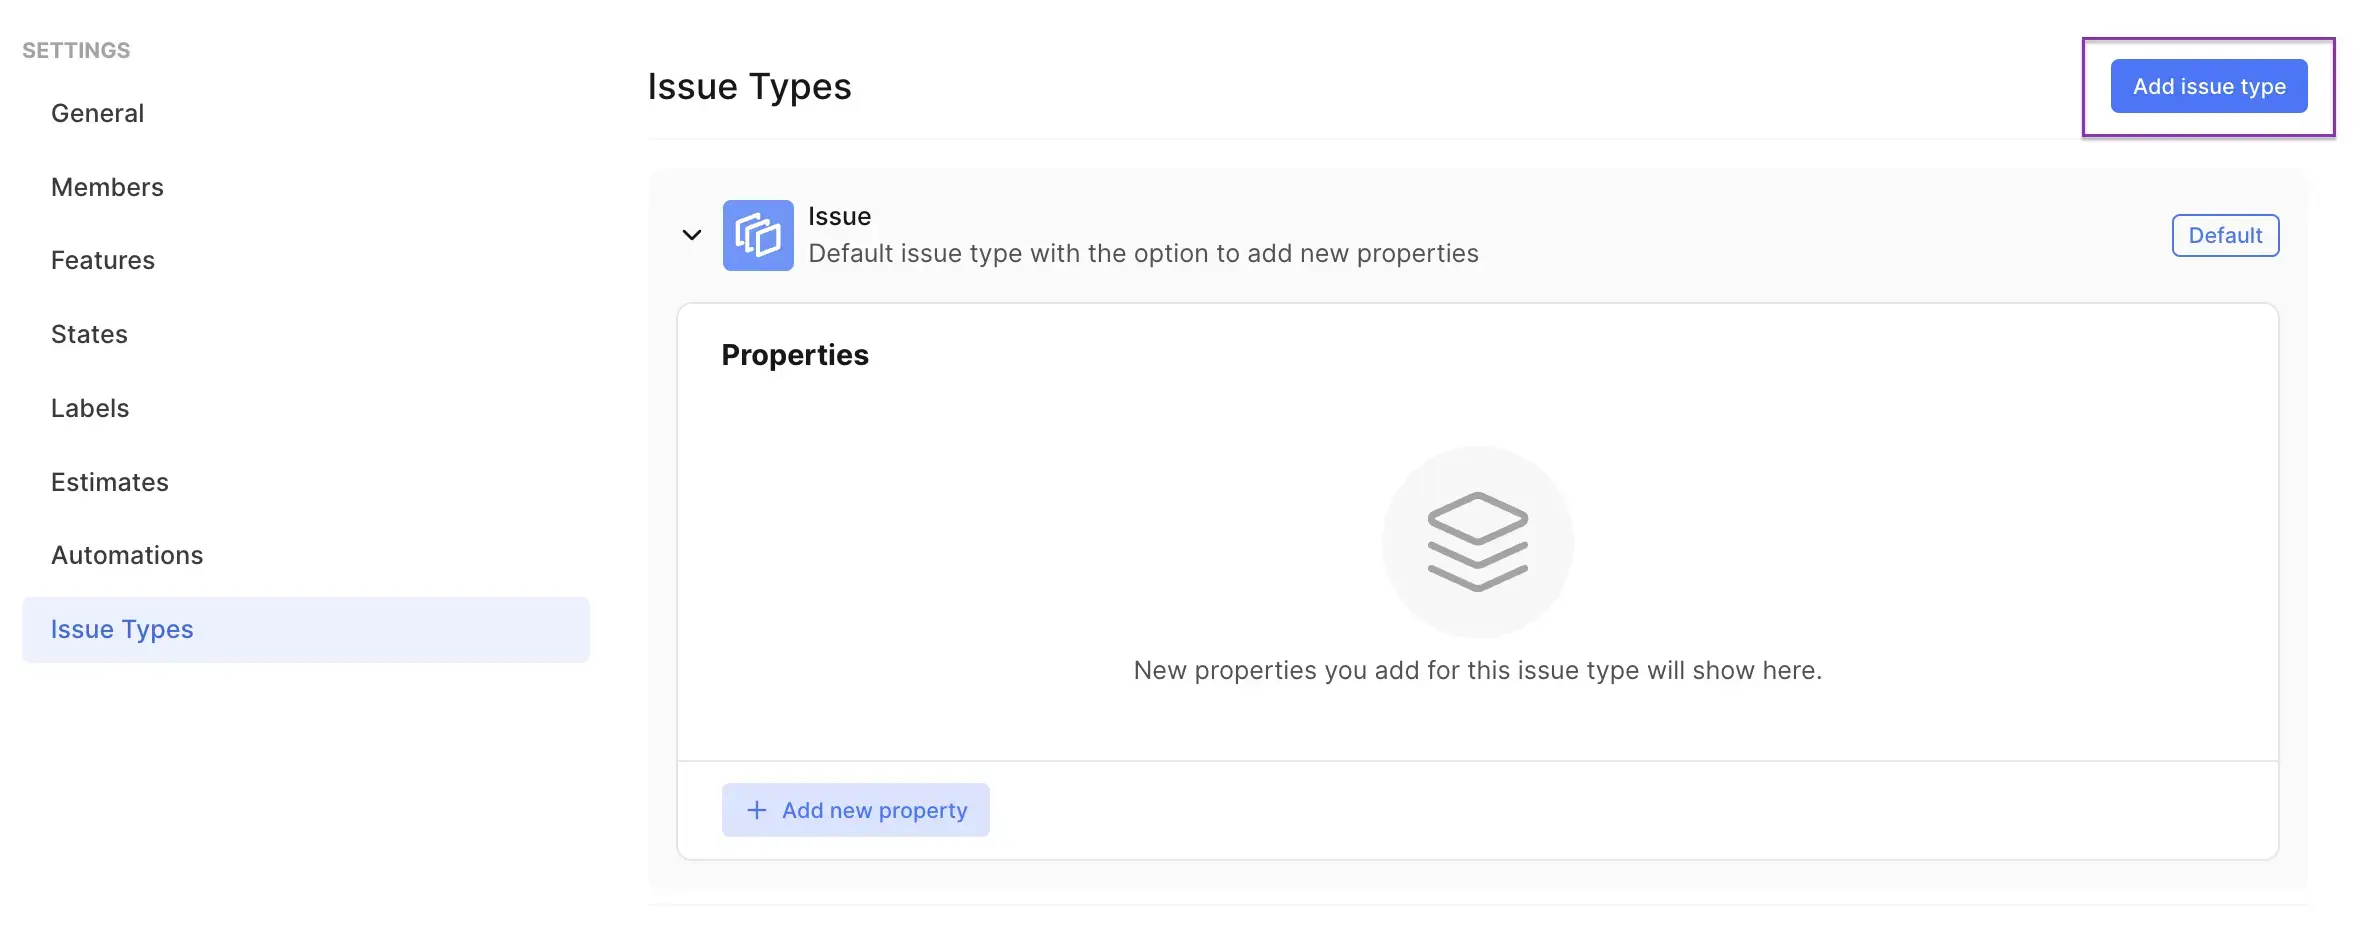 SETTINGS
General
Members
Features
States
Labels
Estimates
Automations
Issue Types
Issue Types
Add issue type
Issue
Default issue type with the option to add new properties
Default
Properties
New properties you add for this issue type will show here.
Add new property